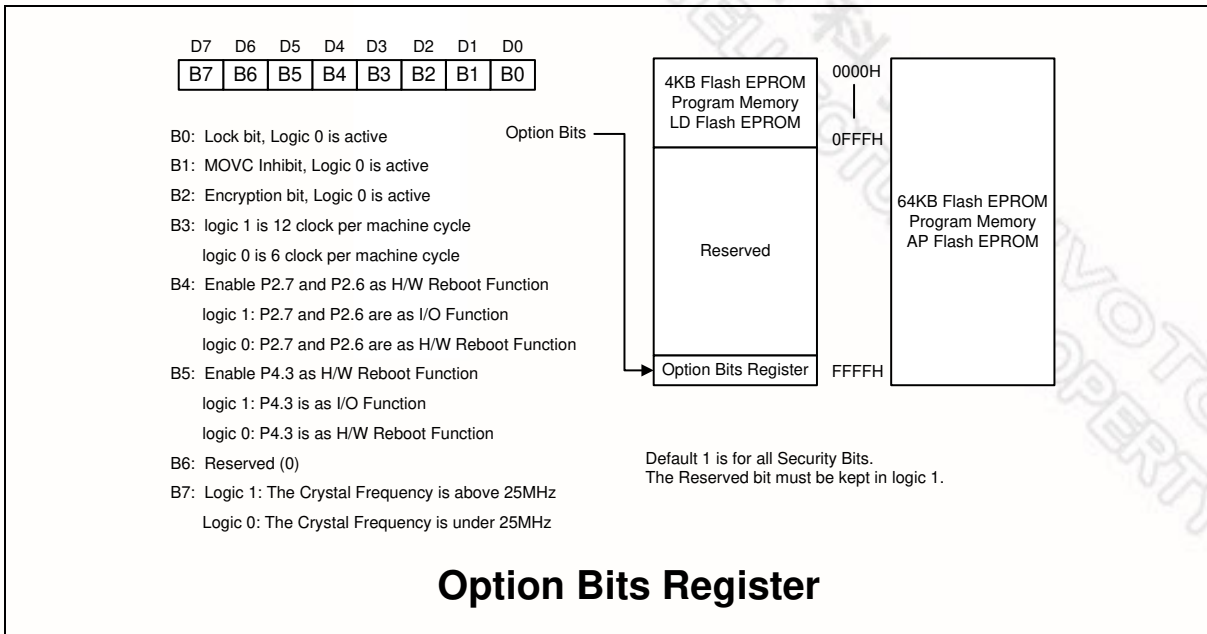 D7 D6 D5 D4 D3 D2 D1 D0
B7 B6 B5 B4 B3 B2 B1 B0
B0: Lock bit, Logic 0 is active
B1: MOVC Inhibit, Logic 0 is active
B2: Encryption bit, Logic 0 is active
B3: logic 1 is 12 clock per machine cycle
logic 0 is 6 clock per machine cycle
B4: Enable P2.7 and P2.6 as H/W Reboot Function
logic 1: P2.7 and P2.6 are as I/O Function
logic 0: P2.7 and P2.6 are as H/W Reboot Function
B5: Enable P4.3 as H/W Reboot Function
logic 1: P4.3 is as I/O Function
logic 0: P4.3 is as H/W Reboot Function
B6: Reserved (0)
B7: Logic 1: The Crystal Frequency is above 25MHz
Logic 0: The Crystal Frequency is under 25MHz
Option Bits
4KB Flash EPROM
Program Memory
LD Flash EPROM
Reserved
Option Bits Register
0000H
0FFFH
FFFFH
64KB Flash EPROM
Program Memory
AP Flash EPROM
Default 1 is for all Security Bits.
The Reserved bit must be kept in logic 1.
Option Bits Register